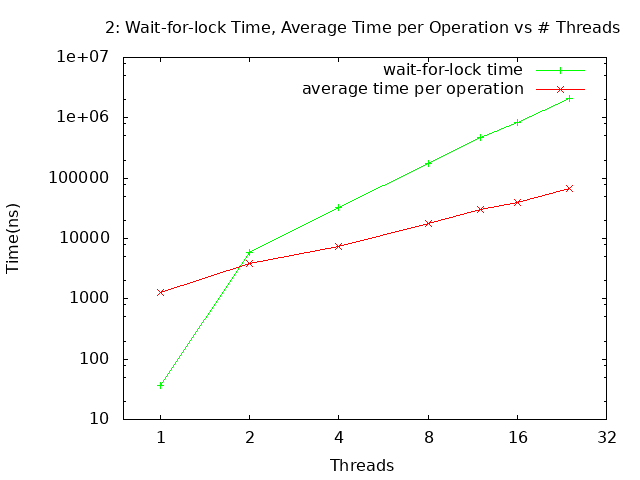 2: Wait-for-lock Time, Average Time per Operation vs # Threads
1e+07
wait-for-lock time
average time per operation
1e+06
100000
10000
1000
100
10
Time(ns)
1 2 4 8 16 32
Threads